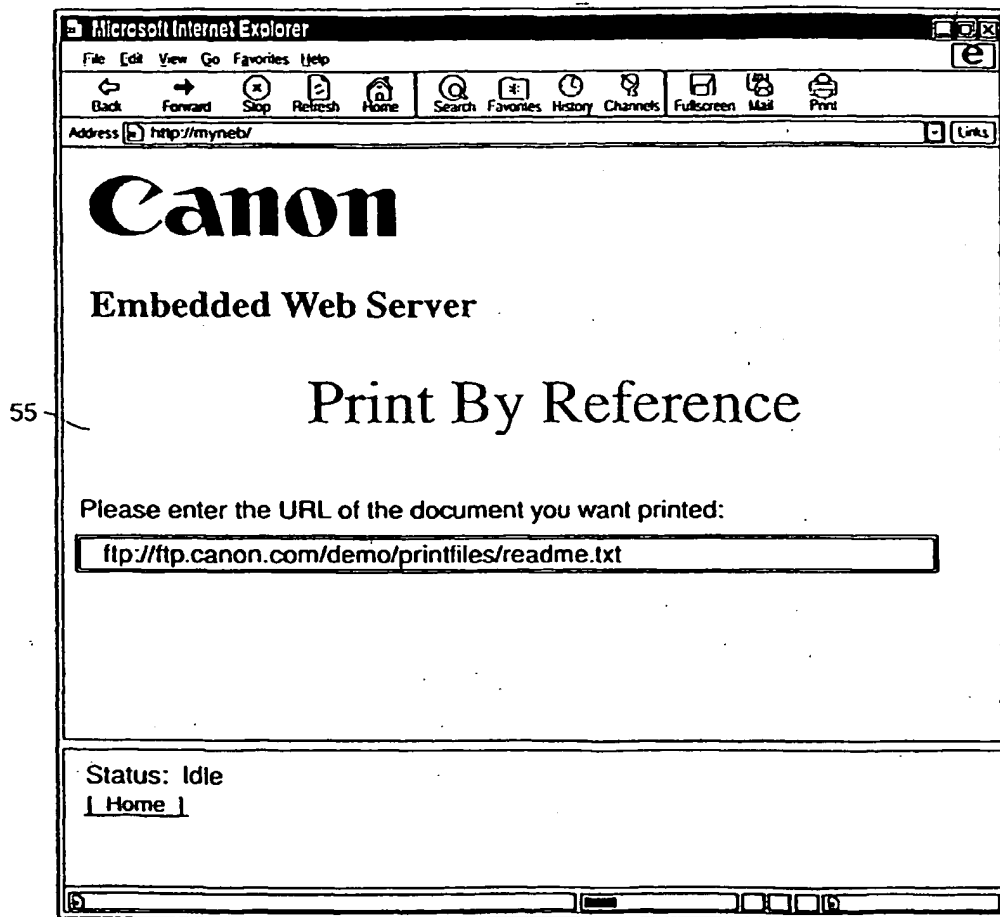 Microsoft Internet Explorer
File Edit View Go Favorites Help
Back Forward Stop Refresh Home Search Favorites History Channels Fullscreen Mail Print
Address http://myneb/ Links
Canon
Embedded Web Server
Print By Reference
55
Please enter the URL of the document you want printed:
ftp://ftp.canon.com/demo/printfiles/readme.txt
Status: Idle
[ Home ]